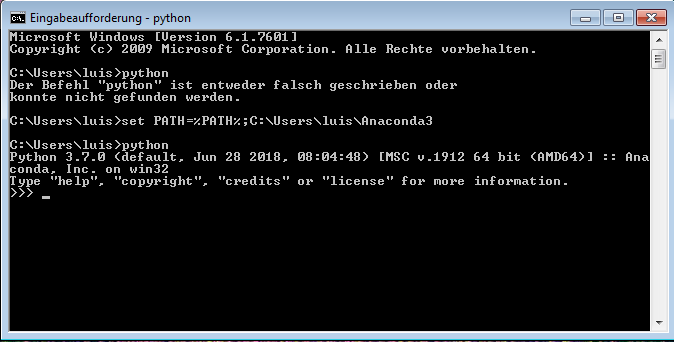 Eingabeaufforderung - python
Microsoft Windows [Version 6.1.7601]
Copyright (c) 2009 Microsoft Corporation. Alle Rechte vorbehalten.
C:\Users\luis>python
Der Befehl "python" ist entweder falsch geschrieben oder
konnte nicht gefunden werden.
C:\Users\luis>set PATH=%PATH%;C:\Users\luis\Anaconda3
C:\Users\luis>python
Python 3.7.0 (default, Jun 28 2018, 08:04:48) [MSC v.1912 64 bit (AMD64)] :: Ana
conda, Inc. on win32
Type "help", "copyright", "credits" or "license" for more information.
>>> _